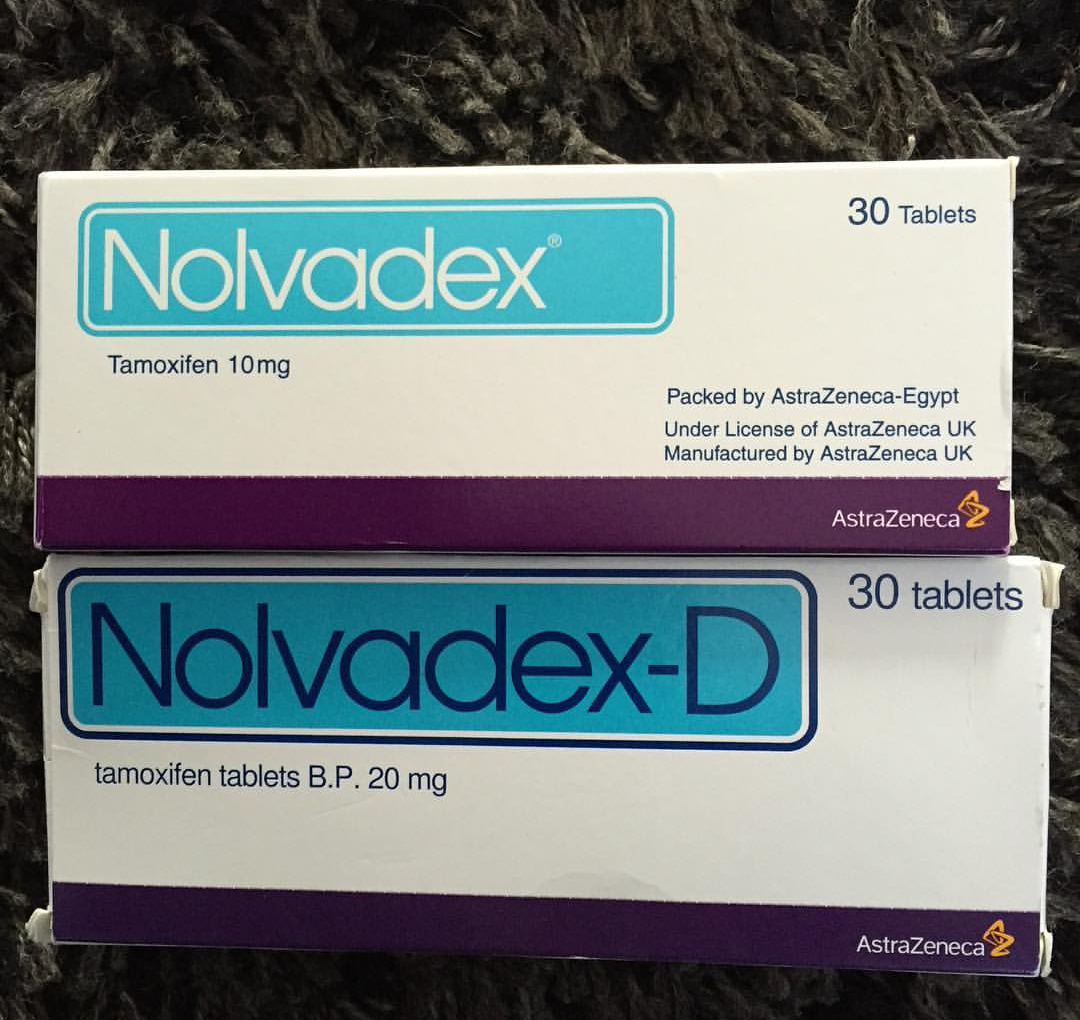 Nolvadex®
30 Tablets
Tamoxifen 10mg
Packed by AstraZeneca-Egypt
Under License of AstraZeneca UK
Manufactured by AstraZeneca UK
AstraZeneca
Nolvadex-D
30 tablets
tamoxifen tablets B.P. 20 mg
AstraZeneca